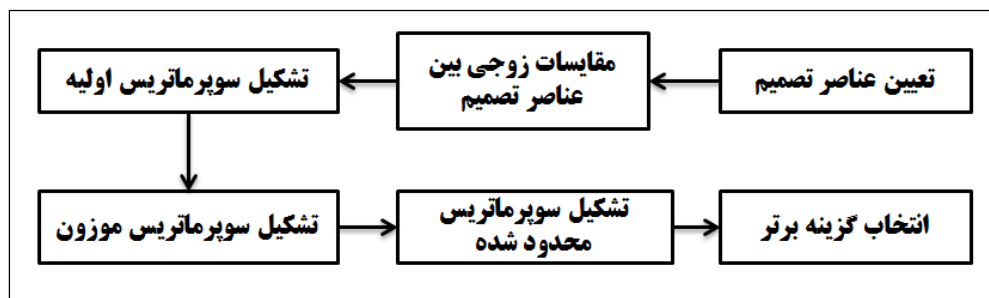 تعیین عناصر تصمیم
مقایسات زوجی بین
عناصر تصمیم
تشکیل سوپرماتریس اولیه
تشکیل سوپرماتریس موزون
تشکیل سوپرماتریس
محدود شده
انتخاب گزینه برتر